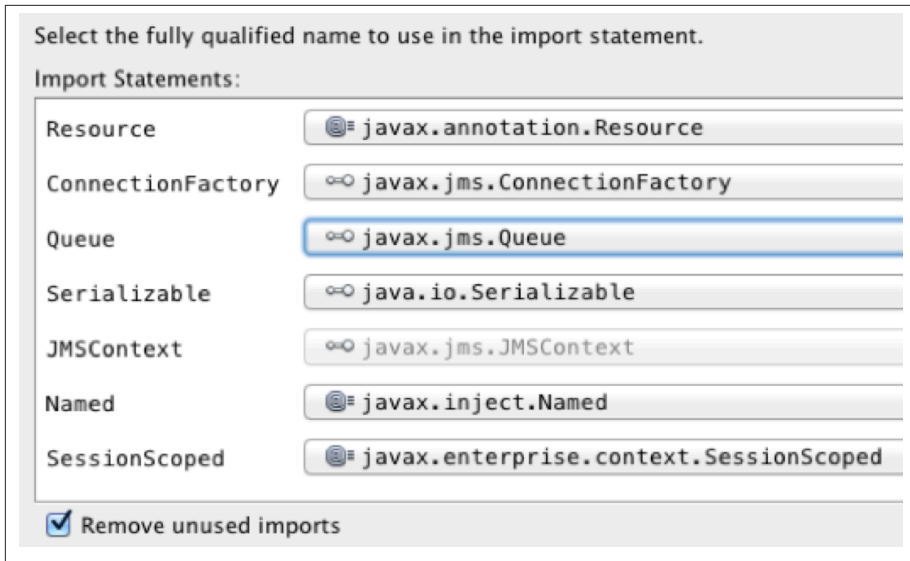 Select the fully qualified name to use in the import statement.
Import Statements:
Resource javax.annotation.Resource
ConnectionFactory javax.jms.ConnectionFactory
Queue javax.jms.Queue
Serializable java.io.Serializable
JMSContext javax.jms.JMSContext
Named javax.inject.Named
SessionScoped javax.enterprise.context.SessionScoped
Remove unused imports